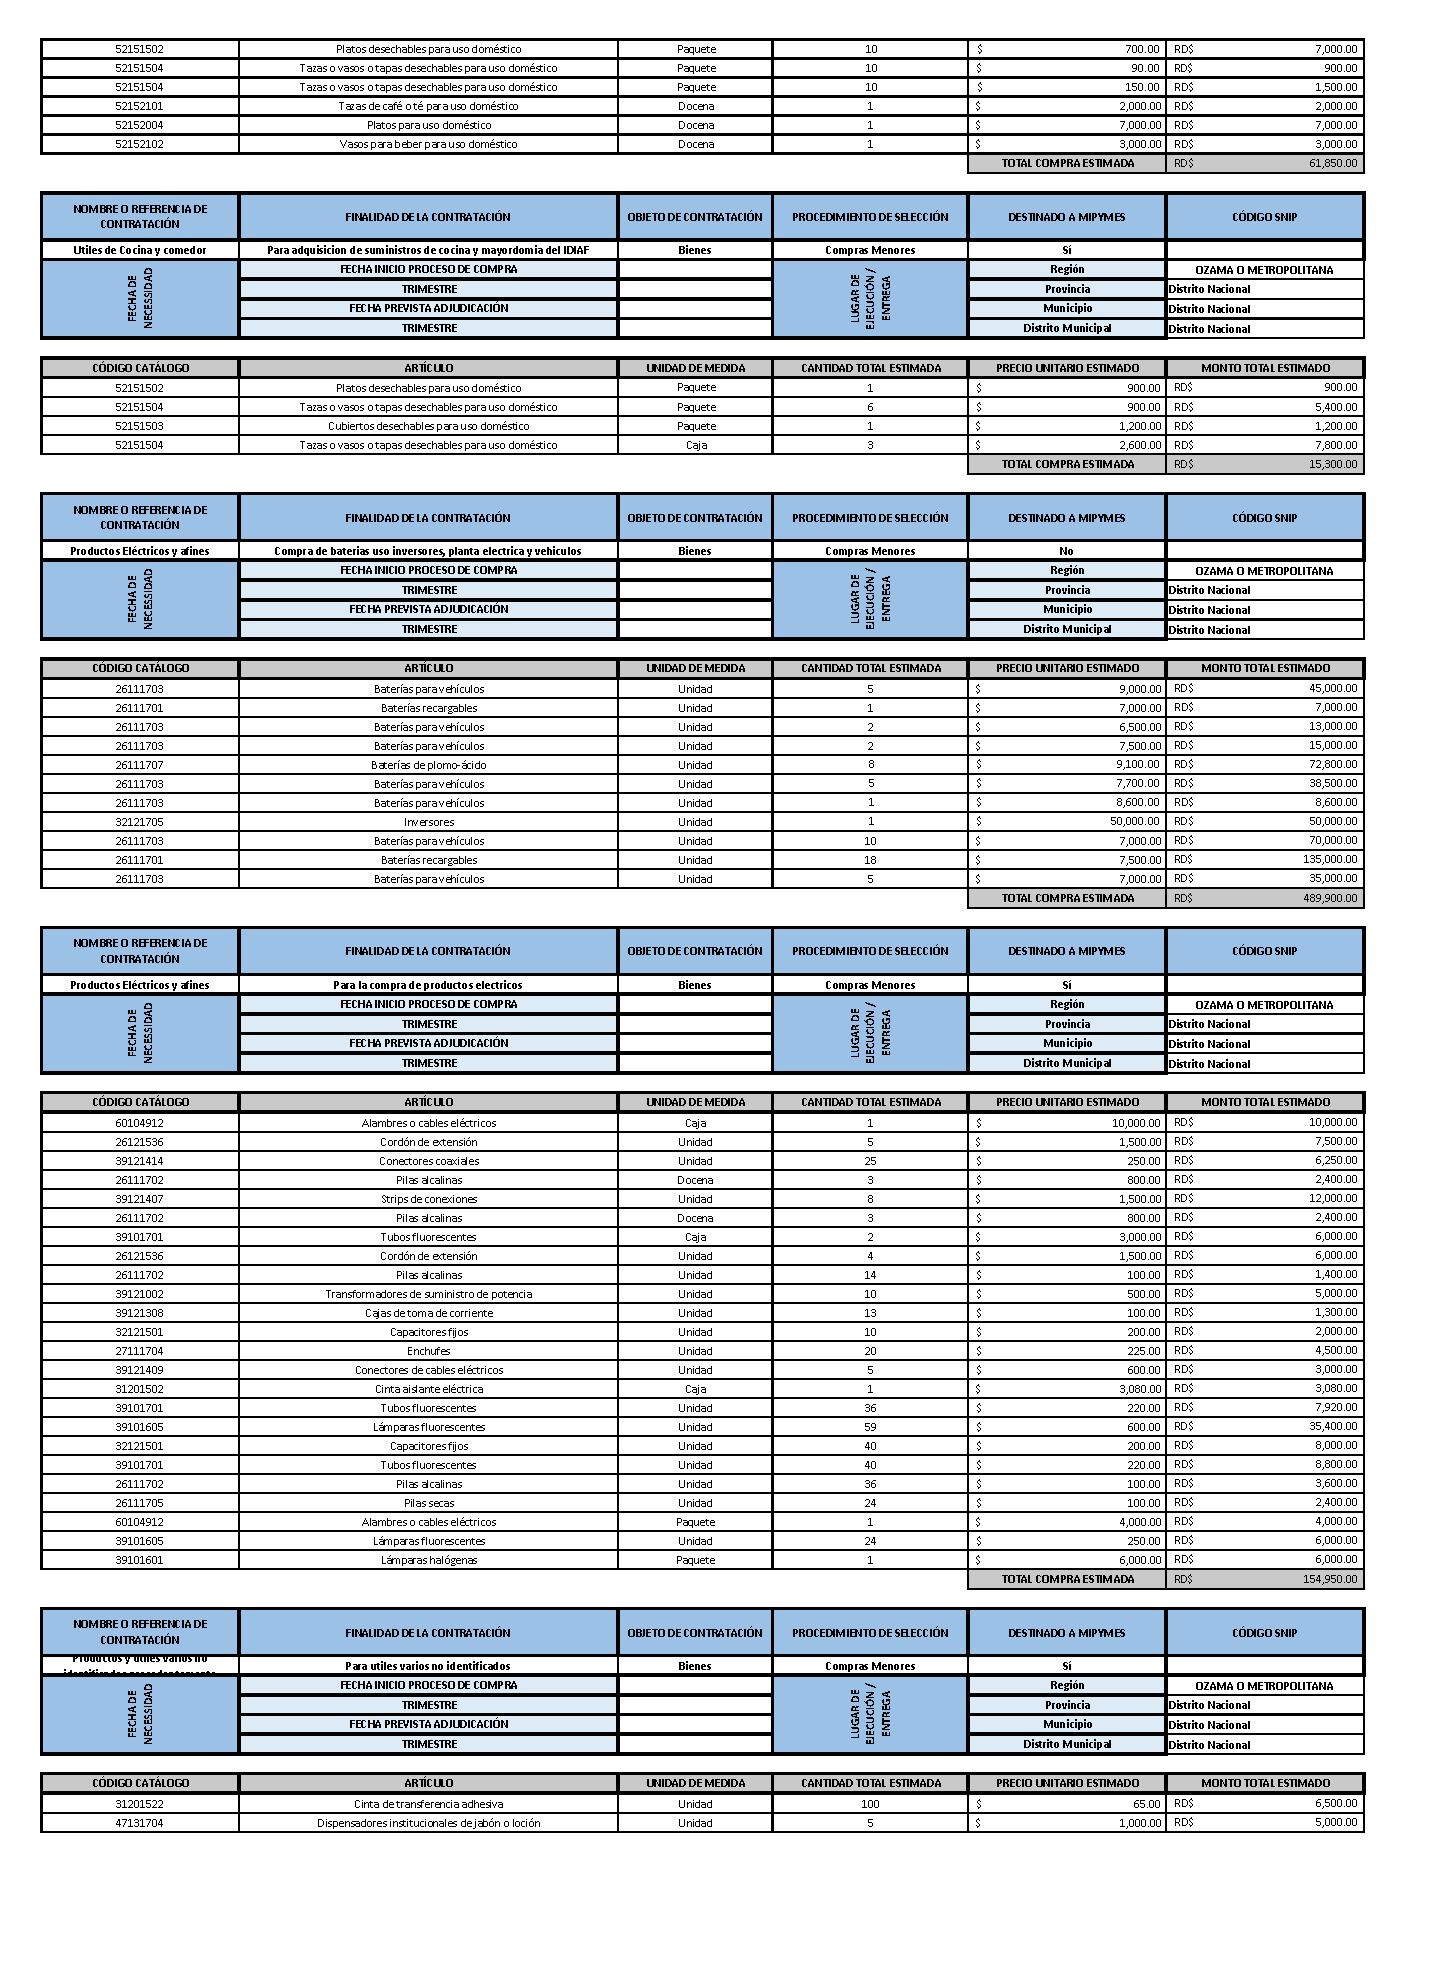 52151502 Platos desechables para uso doméstico Paquete 10 $ 700.00 RD$ 7,000.00
52151504 Tazas o vasos o tapas desechables para uso doméstico Paquete 10 $ 90.00 RD$ 900.00
52151504 Tazas o vasos o tapas desechables para uso doméstico Paquete 10 $ 150.00 RD$ 1,500.00
52152101 Tazas de café o té para uso doméstico Docena 1 $ 2,000.00 RD$ 2,000.00
52152004 Platos para uso doméstico Docena 1 $ 7,000.00 RD$ 7,000.00
52152102 Vasos para beber para uso doméstico Docena 1 $ 3,000.00 RD$ 3,000.00
TOTAL COMPRA ESTIMADA RD$ 61,850.00
NOMBRE O REFERENCIA DE CONTRATACIÓN FINALIDAD DE LA CONTRATACIÓN OBJETO DE CONTRATACIÓN PROCEDIMIENTO DE SELECCIÓN DESTINADO A MIPYMES CÓDIGO SNIP
Utiles de Cocina y comedor Para adquisicion de suministros de cocina y mayordomia del IDIAF Bienes Compras Menores Sí
FECHA DE NECESSIDAD FECHA INICIO PROCESO DE COMPRA LUGAR DE EJECUCIÓN / ENTREGA Región OZAMA O METROPOLITANA
TRIMESTRE Provincia Distrito Nacional
FECHA PREVISTA ADJUDICACIÓN Municipio Distrito Nacional
TRIMESTRE Distrito Municipal Distrito Nacional
CÓDIGO CATÁLOGO ARTÍCULO UNIDAD DE MEDIDA CANTIDAD TOTAL ESTIMADA PRECIO UNITARIO ESTIMADO MONTO TOTAL ESTIMADO
52151502 Platos desechables para uso doméstico Paquete 1 $ 900.00 RD$ 900.00
52151504 Tazas o vasos o tapas desechables para uso doméstico Paquete 6 $ 900.00 RD$ 5,400.00
52151503 Cubiertos desechables para uso doméstico Paquete 1 $ 1,200.00 RD$ 1,200.00
52151504 Tazas o vasos o tapas desechables para uso doméstico Caja 3 $ 2,600.00 RD$ 7,800.00
TOTAL COMPRA ESTIMADA RD$ 15,300.00
NOMBRE O REFERENCIA DE CONTRATACIÓN FINALIDAD DE LA CONTRATACIÓN OBJETO DE CONTRATACIÓN PROCEDIMIENTO DE SELECCIÓN DESTINADO A MIPYMES CÓDIGO SNIP
Productos Eléctricos y afines Compra de baterias uso inversores, planta electrica y vehiculos Bienes Compras Menores No
FECHA DE NECESSIDAD FECHA INICIO PROCESO DE COMPRA LUGAR DE EJECUCIÓN / ENTREGA Región OZAMA O METROPOLITANA
TRIMESTRE Provincia Distrito Nacional
FECHA PREVISTA ADJUDICACIÓN Municipio Distrito Nacional
TRIMESTRE Distrito Municipal Distrito Nacional
CÓDIGO CATÁLOGO ARTÍCULO UNIDAD DE MEDIDA CANTIDAD TOTAL ESTIMADA PRECIO UNITARIO ESTIMADO MONTO TOTAL ESTIMADO
26111703 Baterías para vehículos Unidad 5 $ 9,000.00 RD$ 45,000.00
26111701 Baterías recargables Unidad 1 $ 7,000.00 RD$ 7,000.00
26111703 Baterías para vehículos Unidad 2 $ 6,500.00 RD$ 13,000.00
26111703 Baterías para vehículos Unidad 2 $ 7,500.00 RD$ 15,000.00
26111707 Baterías de plomo-ácido Unidad 8 $ 9,100.00 RD$ 72,800.00
26111703 Baterías para vehículos Unidad 5 $ 7,700.00 RD$ 38,500.00
26111703 Baterías para vehículos Unidad 1 $ 8,600.00 RD$ 8,600.00
32121705 Inversores Unidad 1 $ 50,000.00 RD$ 50,000.00
26111703 Baterías para vehículos Unidad 10 $ 7,000.00 RD$ 70,000.00
26111701 Baterías recargables Unidad 18 $ 7,500.00 RD$ 135,000.00
26111703 Baterías para vehículos Unidad 5 $ 7,000.00 RD$ 35,000.00
TOTAL COMPRA ESTIMADA RD$ 489,900.00
NOMBRE O REFERENCIA DE CONTRATACIÓN FINALIDAD DE LA CONTRATACIÓN OBJETO DE CONTRATACIÓN PROCEDIMIENTO DE SELECCIÓN DESTINADO A MIPYMES CÓDIGO SNIP
Productos Eléctricos y afines Para la compra de productos electricos Bienes Compras Menores Sí
FECHA DE NECESSIDAD FECHA INICIO PROCESO DE COMPRA LUGAR DE EJECUCIÓN / ENTREGA Región OZAMA O METROPOLITANA
TRIMESTRE Provincia Distrito Nacional
FECHA PREVISTA ADJUDICACIÓN Municipio Distrito Nacional
TRIMESTRE Distrito Municipal Distrito Nacional
CÓDIGO CATÁLOGO ARTÍCULO UNIDAD DE MEDIDA CANTIDAD TOTAL ESTIMADA PRECIO UNITARIO ESTIMADO MONTO TOTAL ESTIMADO
60104912 Alambres o cables eléctricos Caja 1 $ 10,000.00 RD$ 10,000.00
26121536 Cordón de extensión Unidad 5 $ 1,500.00 RD$ 7,500.00
39121414 Conectores coaxiales Unidad 25 $ 250.00 RD$ 6,250.00
26111702 Pilas alcalinas Docena 3 $ 800.00 RD$ 2,400.00
39121407 Strips de conexiones Unidad 8 $ 1,500.00 RD$ 12,000.00
26111702 Pilas alcalinas Docena 3 $ 800.00 RD$ 2,400.00
39101701 Tubos fluorescentes Caja 2 $ 3,000.00 RD$ 6,000.00
26121536 Cordón de extensión Unidad 4 $ 1,500.00 RD$ 6,000.00
26111702 Pilas alcalinas Unidad 14 $ 100.00 RD$ 1,400.00
39121002 Transformadores de suministro de potencia Unidad 10 $ 500.00 RD$ 5,000.00
39121308 Cajas de toma de corriente Unidad 13 $ 100.00 RD$ 1,300.00
32121501 Capacitores fijos Unidad 10 $ 200.00 RD$ 2,000.00
27111704 Enchufes Unidad 20 $ 225.00 RD$ 4,500.00
39121409 Conectores de cables eléctricos Unidad 5 $ 600.00 RD$ 3,000.00
31201502 Cinta aislante eléctrica Caja 1 $ 3,080.00 RD$ 3,080.00
39101701 Tubos fluorescentes Unidad 36 $ 220.00 RD$ 7,920.00
39101605 Lámparas fluorescentes Unidad 59 $ 600.00 RD$ 35,400.00
32121501 Capacitores fijos Unidad 40 $ 200.00 RD$ 8,000.00
39101701 Tubos fluorescentes Unidad 40 $ 220.00 RD$ 8,800.00
26111702 Pilas alcalinas Unidad 36 $ 100.00 RD$ 3,600.00
26111705 Pilas secas Unidad 24 $ 100.00 RD$ 2,400.00
60104912 Alambres o cables eléctricos Paquete 1 $ 4,000.00 RD$ 4,000.00
39101605 Lámparas fluorescentes Unidad 24 $ 250.00 RD$ 6,000.00
39101601 Lámparas halógenas Paquete 1 $ 6,000.00 RD$ 6,000.00
TOTAL COMPRA ESTIMADA RD$ 154,950.00
NOMBRE O REFERENCIA DE CONTRATACIÓN FINALIDAD DE LA CONTRATACIÓN OBJETO DE CONTRATACIÓN PROCEDIMIENTO DE SELECCIÓN DESTINADO A MIPYMES CÓDIGO SNIP
Productos y utiles varios no identificados precedentemente Para utiles varios no identificados Bienes Compras Menores Sí
FECHA DE NECESSIDAD FECHA INICIO PROCESO DE COMPRA LUGAR DE EJECUCIÓN / ENTREGA Región OZAMA O METROPOLITANA
TRIMESTRE Provincia Distrito Nacional
FECHA PREVISTA ADJUDICACIÓN Municipio Distrito Nacional
TRIMESTRE Distrito Municipal Distrito Nacional
CÓDIGO CATÁLOGO ARTÍCULO UNIDAD DE MEDIDA CANTIDAD TOTAL ESTIMADA PRECIO UNITARIO ESTIMADO MONTO TOTAL ESTIMADO
31201522 Cinta de transferencia adhesiva Unidad 100 $ 65.00 RD$ 6,500.00
47131704 Dispensadores institucionales de jabón o loción Unidad 5 $ 1,000.00 RD$ 5,000.00